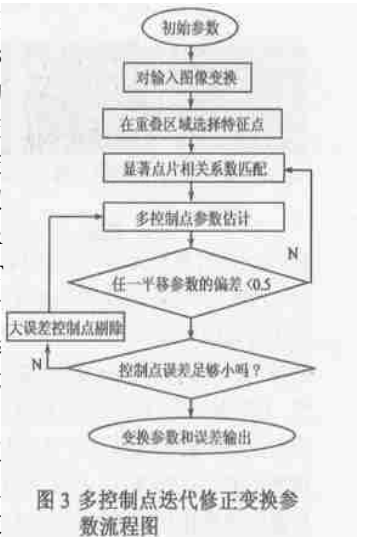 初始参数
对输入图像变换
在重叠区域选择特征点
显著点片相关系数匹配
多控制点参数估计
N
任一平移参数的偏差<0.5
大误差控制点剔除
N
控制点误差足够小吗?
变换参数和误差输出
图 3 多控制点迭代修正变换参
数流程图